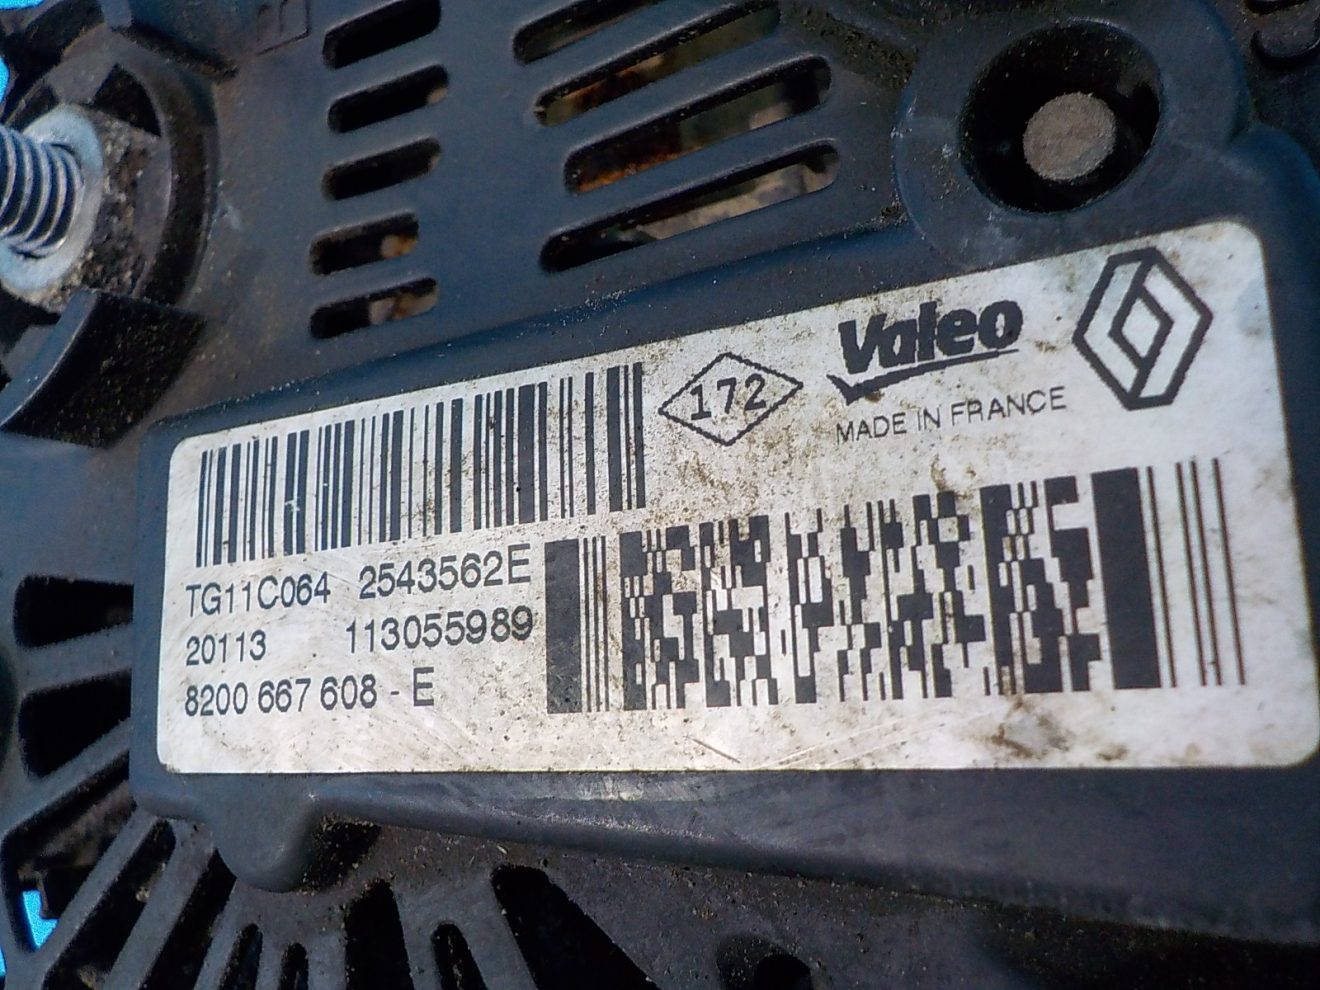 172
Valeo
MADE IN FRANCE
TG11C064 2543562E
20113 113055989
8200 667 608 - E